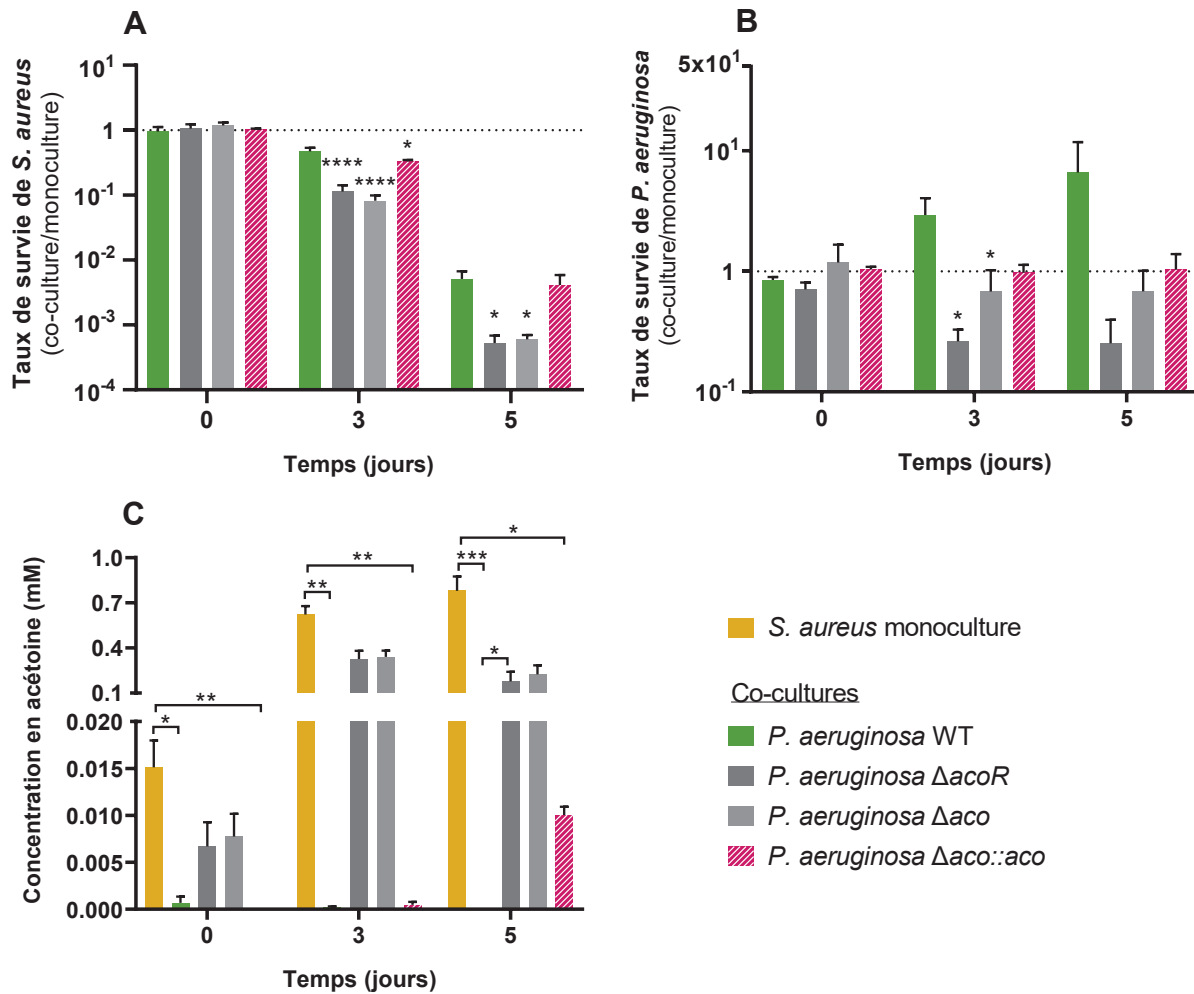 A
Taux de survie de S. aureus
(co-culture/monoculture)
10¹
1
10⁻¹
10⁻²
10⁻³
10⁻⁴
**** **** *
* *
0 3 5
Temps (jours)
B
Taux de survie de P. aeruginosa
(co-culture/monoculture)
5x10¹
10¹
1
10⁻¹
* *
0 3 5
Temps (jours)
C
Concentration en acétoine (mM)
1.0
0.7
0.4
0.1
0.020
0.015
0.010
0.005
0.000
** *
** **
* *** *
0 3 5
Temps (jours)
S. aureus monoculture
Co-cultures
P. aeruginosa WT
P. aeruginosa ΔacoR
P. aeruginosa Δaco
P. aeruginosa Δaco::aco